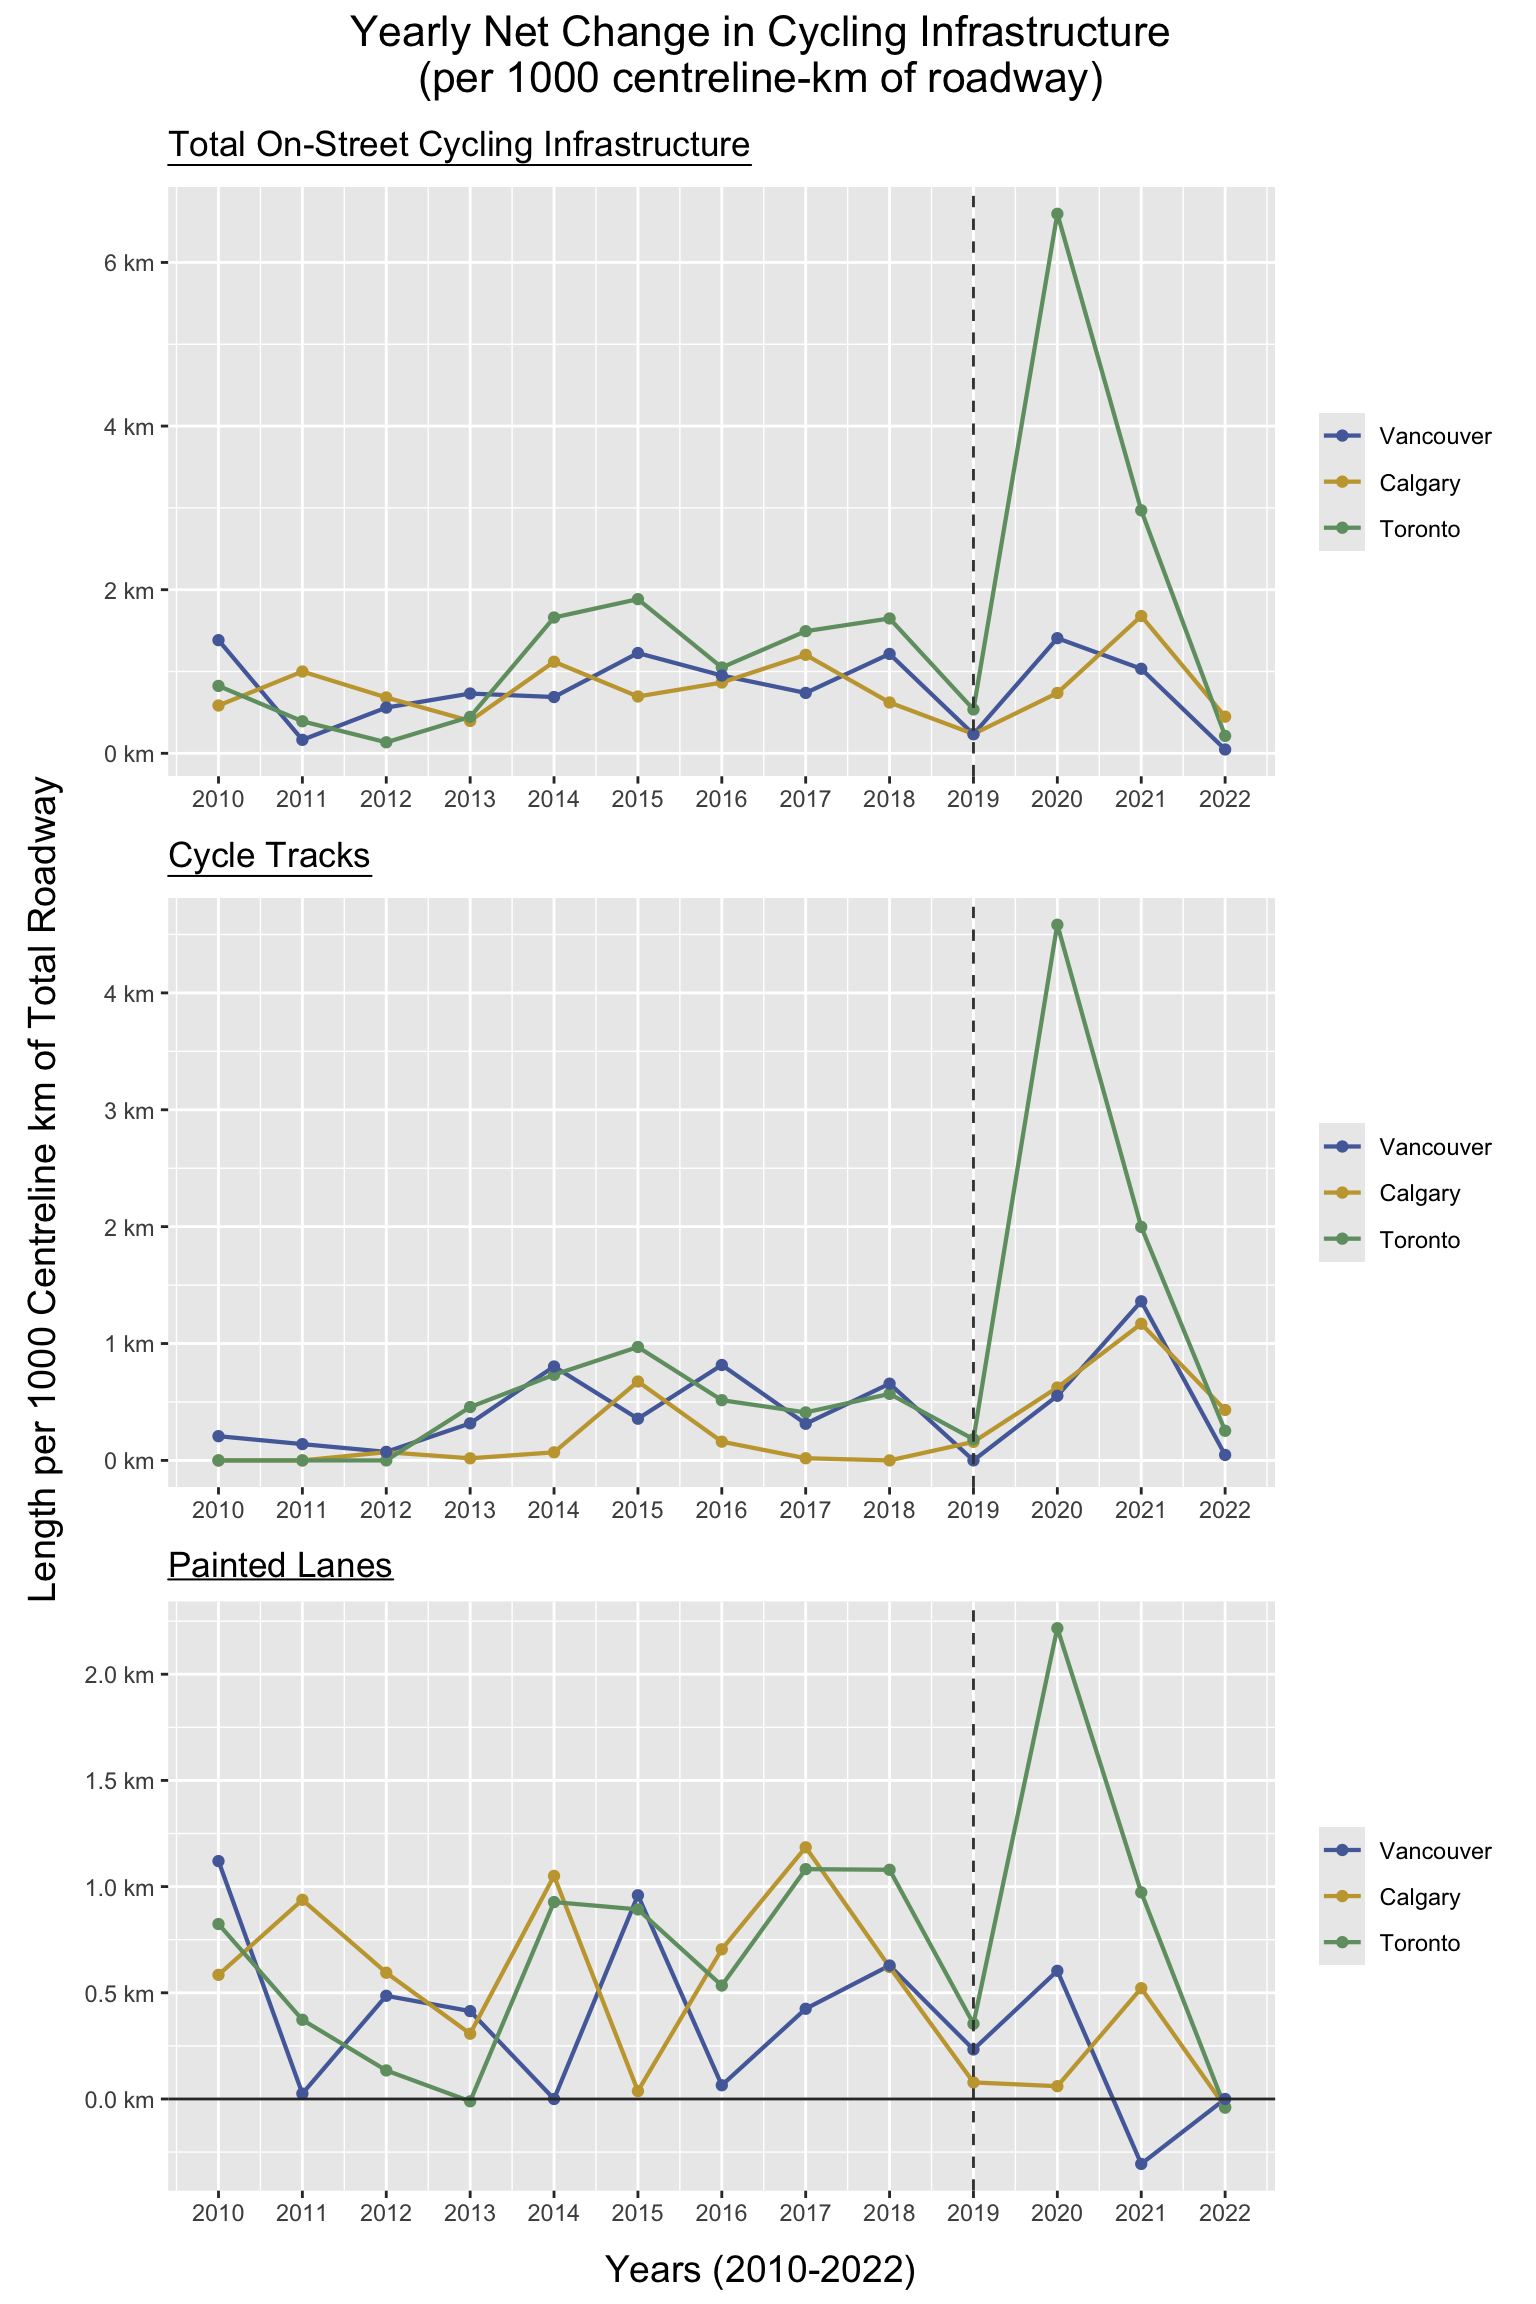 Yearly Net Change in Cycling Infrastructure
(per 1000 centreline-km of roadway)
Total On-Street Cycling Infrastructure
6 km
4 km
2 km
0 km
2010 2011 2012 2013 2014 2015 2016 2017 2018 2019 2020 2021 2022
Vancouver
Calgary
Toronto
Length per 1000 Centreline km of Total Roadway
Cycle Tracks
4 km
3 km
2 km
1 km
0 km
2010 2011 2012 2013 2014 2015 2016 2017 2018 2019 2020 2021 2022
Vancouver
Calgary
Toronto
Painted Lanes
2.0 km
1.5 km
1.0 km
0.5 km
0.0 km
2010 2011 2012 2013 2014 2015 2016 2017 2018 2019 2020 2021 2022
Vancouver
Calgary
Toronto
Years (2010-2022)